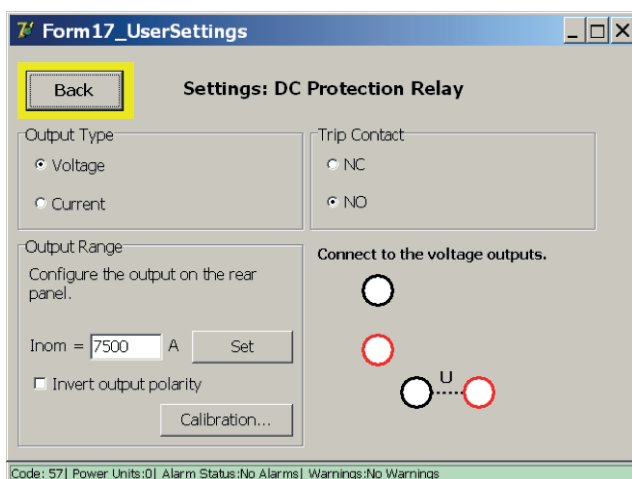 Form17_UserSettings
Back
Settings: DC Protection Relay
Output Type
Voltage
Current
Trip Contact
NC
NO
Output Range
Configure the output on the rear
panel.
Inom = 7500 A Set
Invert output polarity
Calibration...
Connect to the voltage outputs.
U
Code: 57| Power Units:0| Alarm Status:No Alarms| Warnings:No Warnings